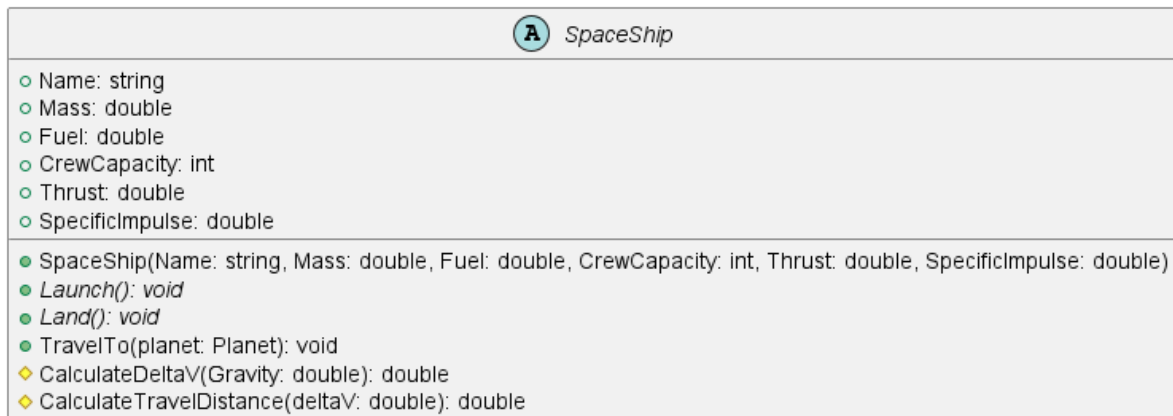 A SpaceShip
Name: string
Mass: double
Fuel: double
CrewCapacity: int
Thrust: double
SpecificImpulse: double
SpaceShip(Name: string, Mass: double, Fuel: double, CrewCapacity: int, Thrust: double, SpecificImpulse: double)
Launch(): void
Land(): void
TravelTo(planet: Planet): void
CalculateDeltaV(Gravity: double): double
CalculateTravelDistance(deltaV: double): double